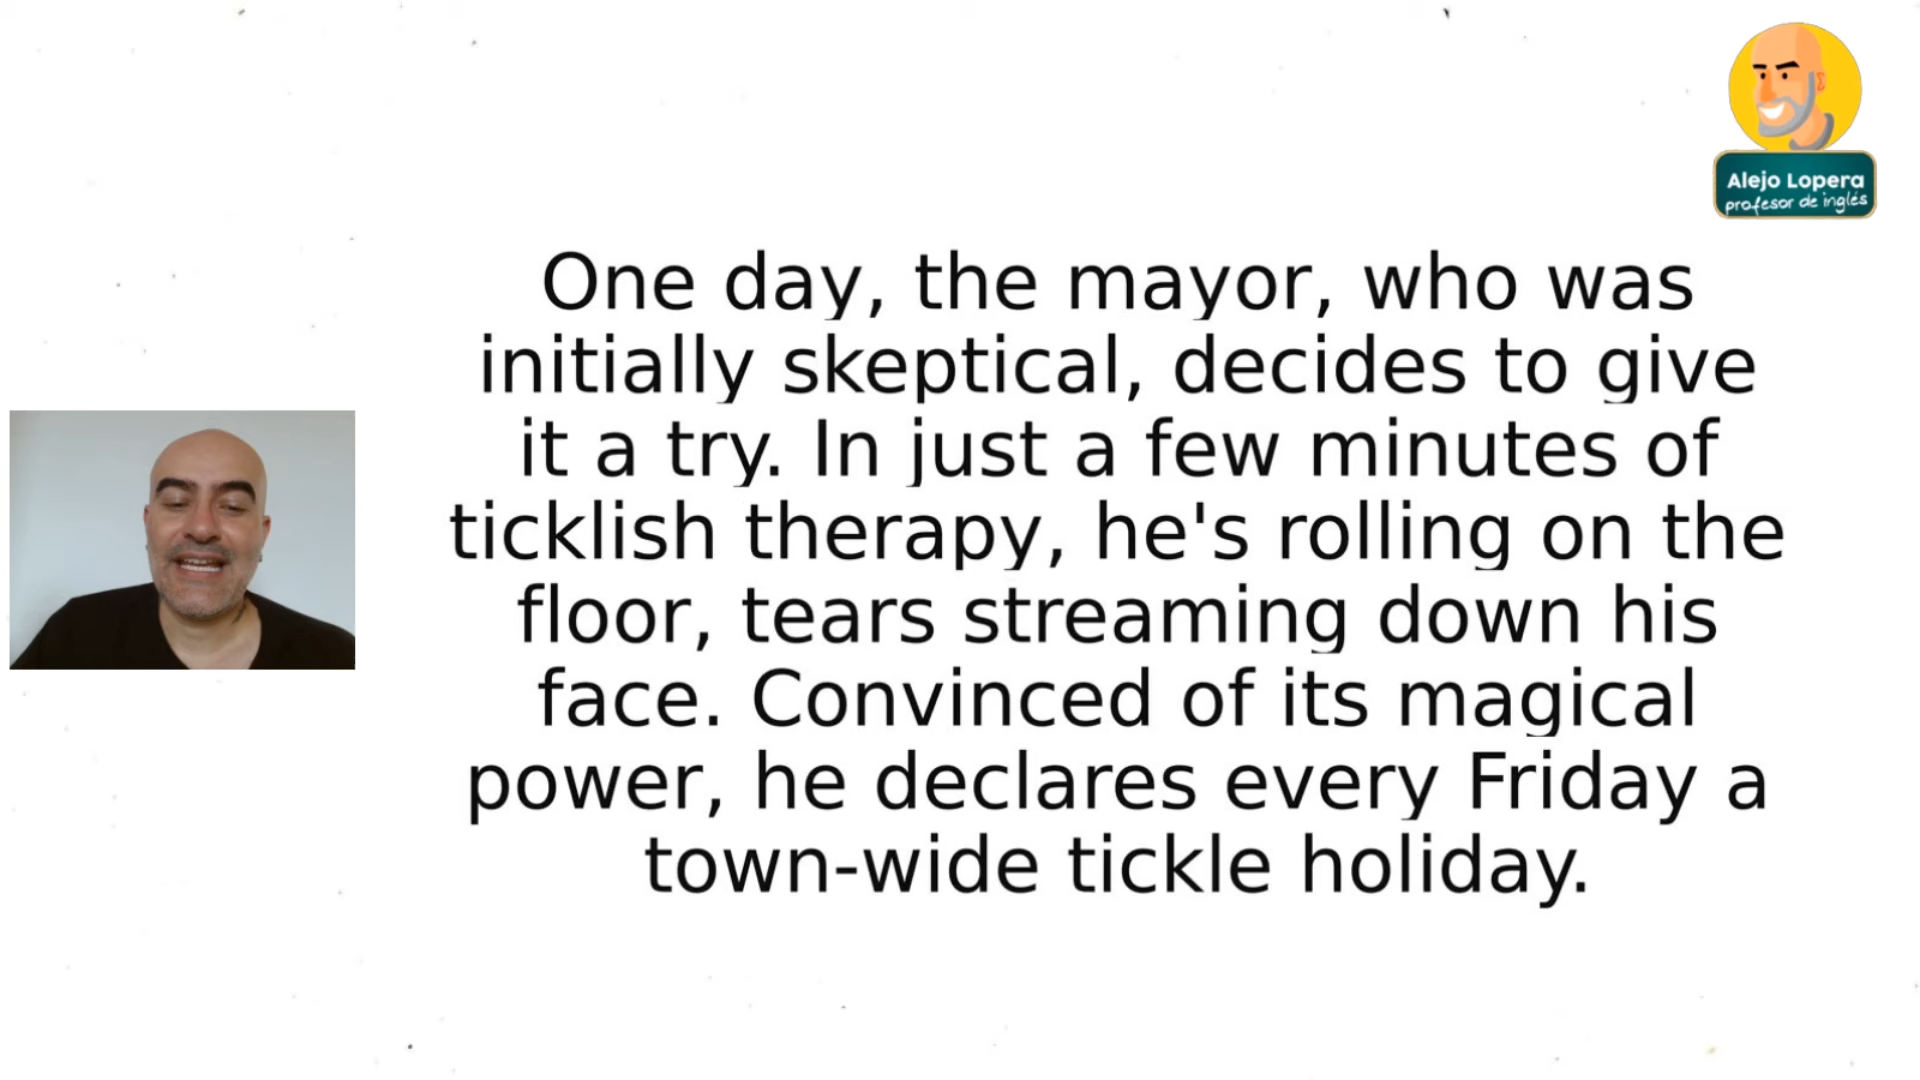 Alejo Lopera
profesor de inglés
One day, the mayor, who was
initially skeptical, decides to give
it a try. In just a few minutes of
ticklish therapy, he's rolling on the
floor, tears streaming down his
face. Convinced of its magical
power, he declares every Friday a
town-wide tickle holiday.